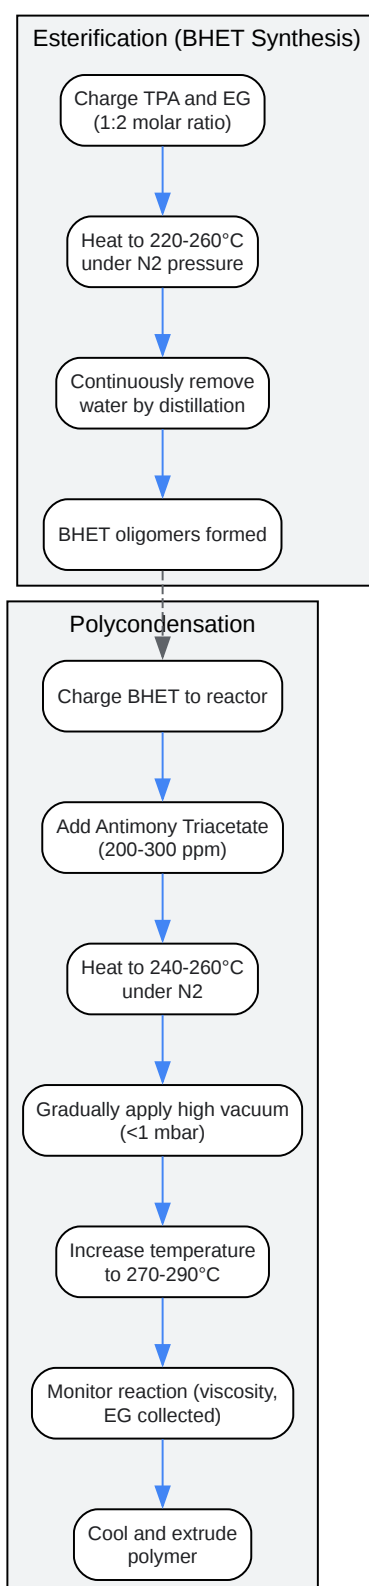 Esterification (BHET Synthesis)
Charge TPA and EG
(1:2 molar ratio)
Heat to 220-260°C
under N2 pressure
Continuously remove
water by distillation
BHET oligomers formed
Polycondensation
Charge BHET to reactor
Add Antimony Triacetate
(200-300 ppm)
Heat to 240-260°C
under N2
Gradually apply high vacuum
(<1 mbar)
Increase temperature
to 270-290°C
Monitor reaction (viscosity,
EG collected)
Cool and extrude
polymer